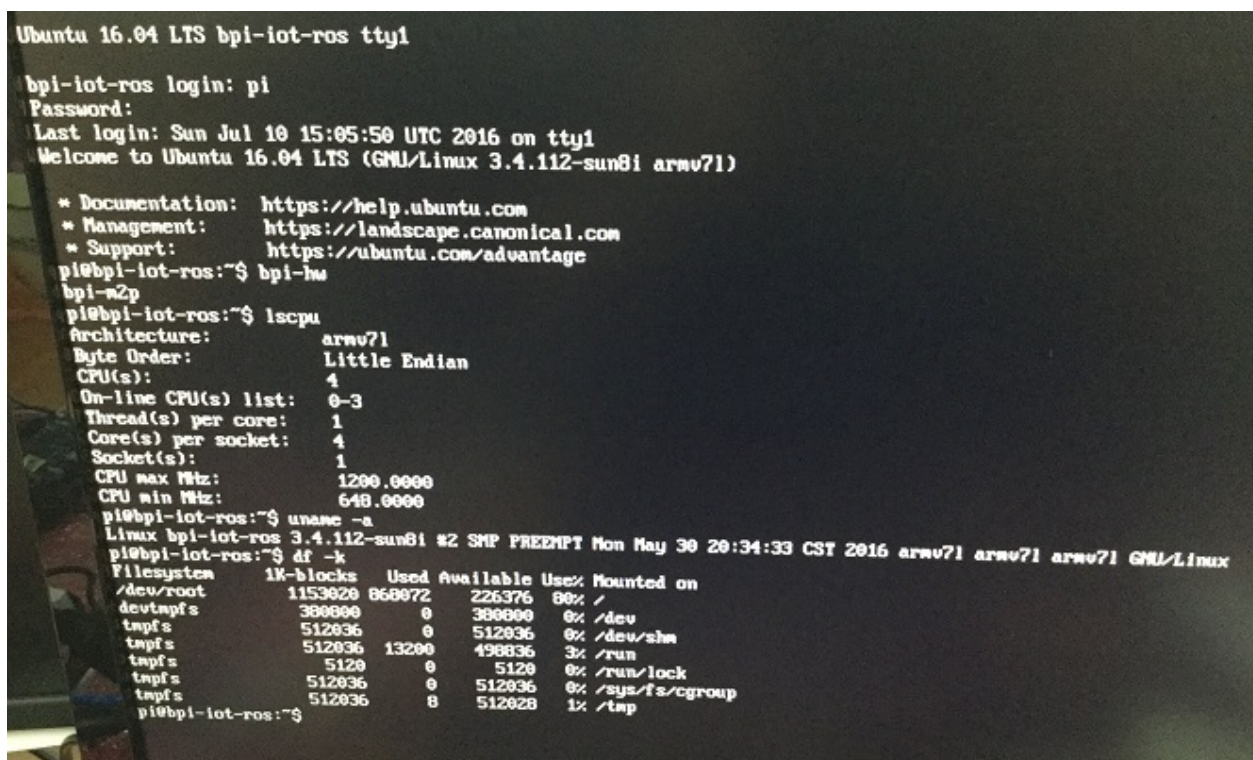 Ubuntu 16.04 LTS bpi-iot-ros tty1
bpi-iot-ros login: pi
Password:
Last login: Sun Jul 10 15:05:50 UTC 2016 on tty1
Welcome to Ubuntu 16.04 LTS (GNU/Linux 3.4.112-sun8i armv7l)
* Documentation:  https://help.ubuntu.com
* Management:     https://landscape.canonical.com
* Support:        https://ubuntu.com/advantage
pi@bpi-iot-ros:~$ bpi-hw
bpi-m2p
pi@bpi-iot-ros:~$ lscpu
Architecture:          armv7l
Byte Order:            Little Endian
CPU(s):                4
On-line CPU(s) list:   0-3
Thread(s) per core:    1
Core(s) per socket:    4
Socket(s):             1
CPU max MHz:           1200.0000
CPU min MHz:           648.0000
pi@bpi-iot-ros:~$ uname -a
Linux bpi-iot-ros 3.4.112-sun8i #2 SMP PREEMPT Mon May 30 20:34:33 CST 2016 armv7l armv7l armv7l GNU/Linux
pi@bpi-iot-ros:~$ df -k
Filesystem     1K-blocks   Used Available Use% Mounted on
/dev/root        1153020 868072    226376  80% /
devtmpfs          380800      0    380800   0% /dev
tmpfs             512036      0    512036   0% /dev/shm
tmpfs             512036  13200    498836   3% /run
tmpfs               5120      0      5120   0% /run/lock
tmpfs             512036      0    512036   0% /sys/fs/cgroup
tmpfs             512036      8    512028   1% /tmp
pi@bpi-iot-ros:~$